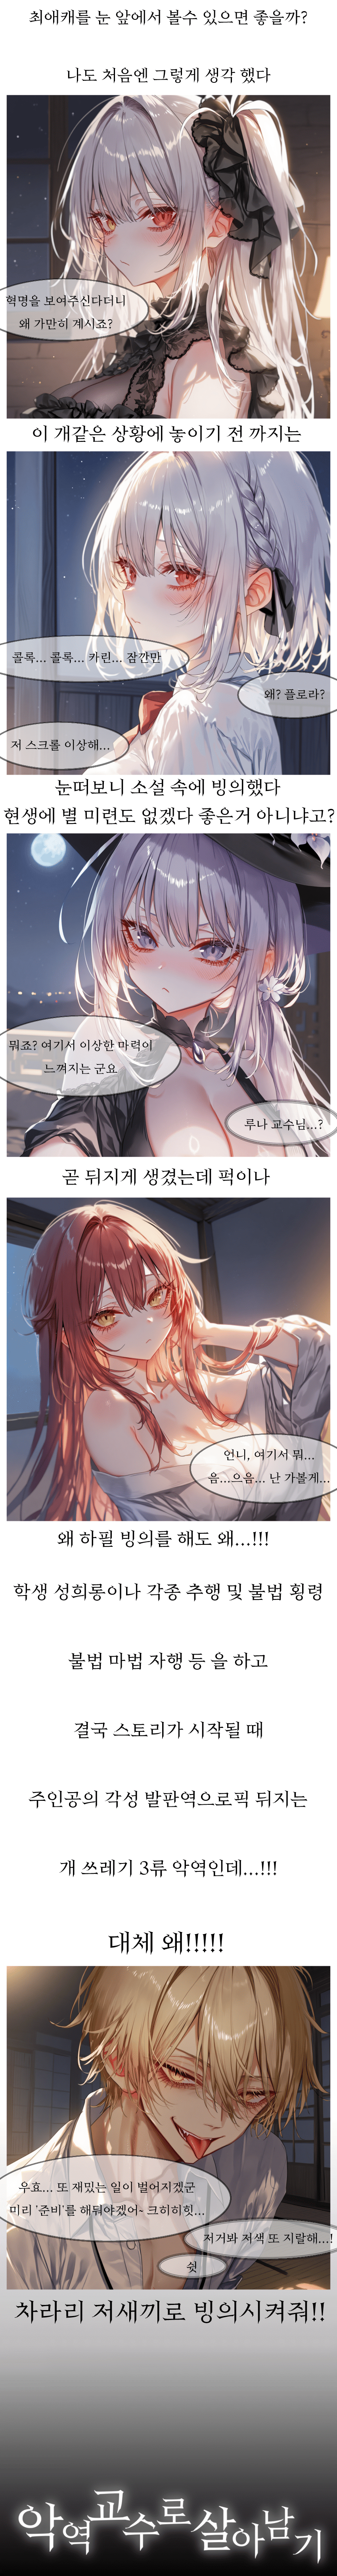 최애캐를 눈 앞에서 볼수 있으면 좋을까?
나도 처음엔 그렇게 생각 했다
혁명을 보여주신다더니
왜 가만히 계시죠?
이 개같은 상황에 놓이기 전 까지는
콜록... 콜록... 카린... 잠깐만
왜? 플로라?
저 스크롤 이상해...
눈떠보니 소설 속에 빙의했다
현생에 별 미련도 없겠다 좋은거 아니냐고?
뭐죠? 여기서 이상한 마력이
느껴지는 군요
루나 교수님...?
곧 뒤지게 생겼는데 퍽이나
언니, 여기서 뭐...
음...으음... 난 가볼게...
왜 하필 빙의를 해도 왜...!!!
학생 성희롱이나 각종 추행 및 불법 횡령
불법 마법 자행 등 을 하고
결국 스토리가 시작될 때
주인공의 각성 발판역으로픽 뒤지는
개 쓰레기 3류 악역인데...!!!
대체 왜!!!!!
우효... 또 재밌는 일이 벌어지겠군
미리 '준비'를 해둬야겠어~ 크히히힛...
저거봐 저색 또 지랄해...!
쉿
차라리 저새끼로 빙의시켜줘!!
악역교수로살아남기